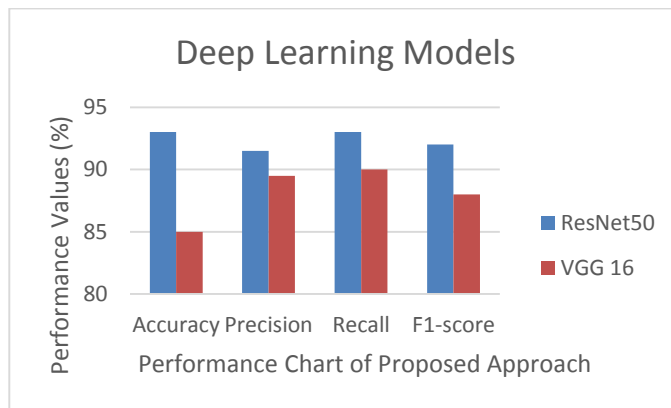 Deep Learning Models
Performance Values (%)
95
90
85
80
Accuracy Precision Recall F1-score
Performance Chart of Proposed Approach
ResNet50
VGG 16